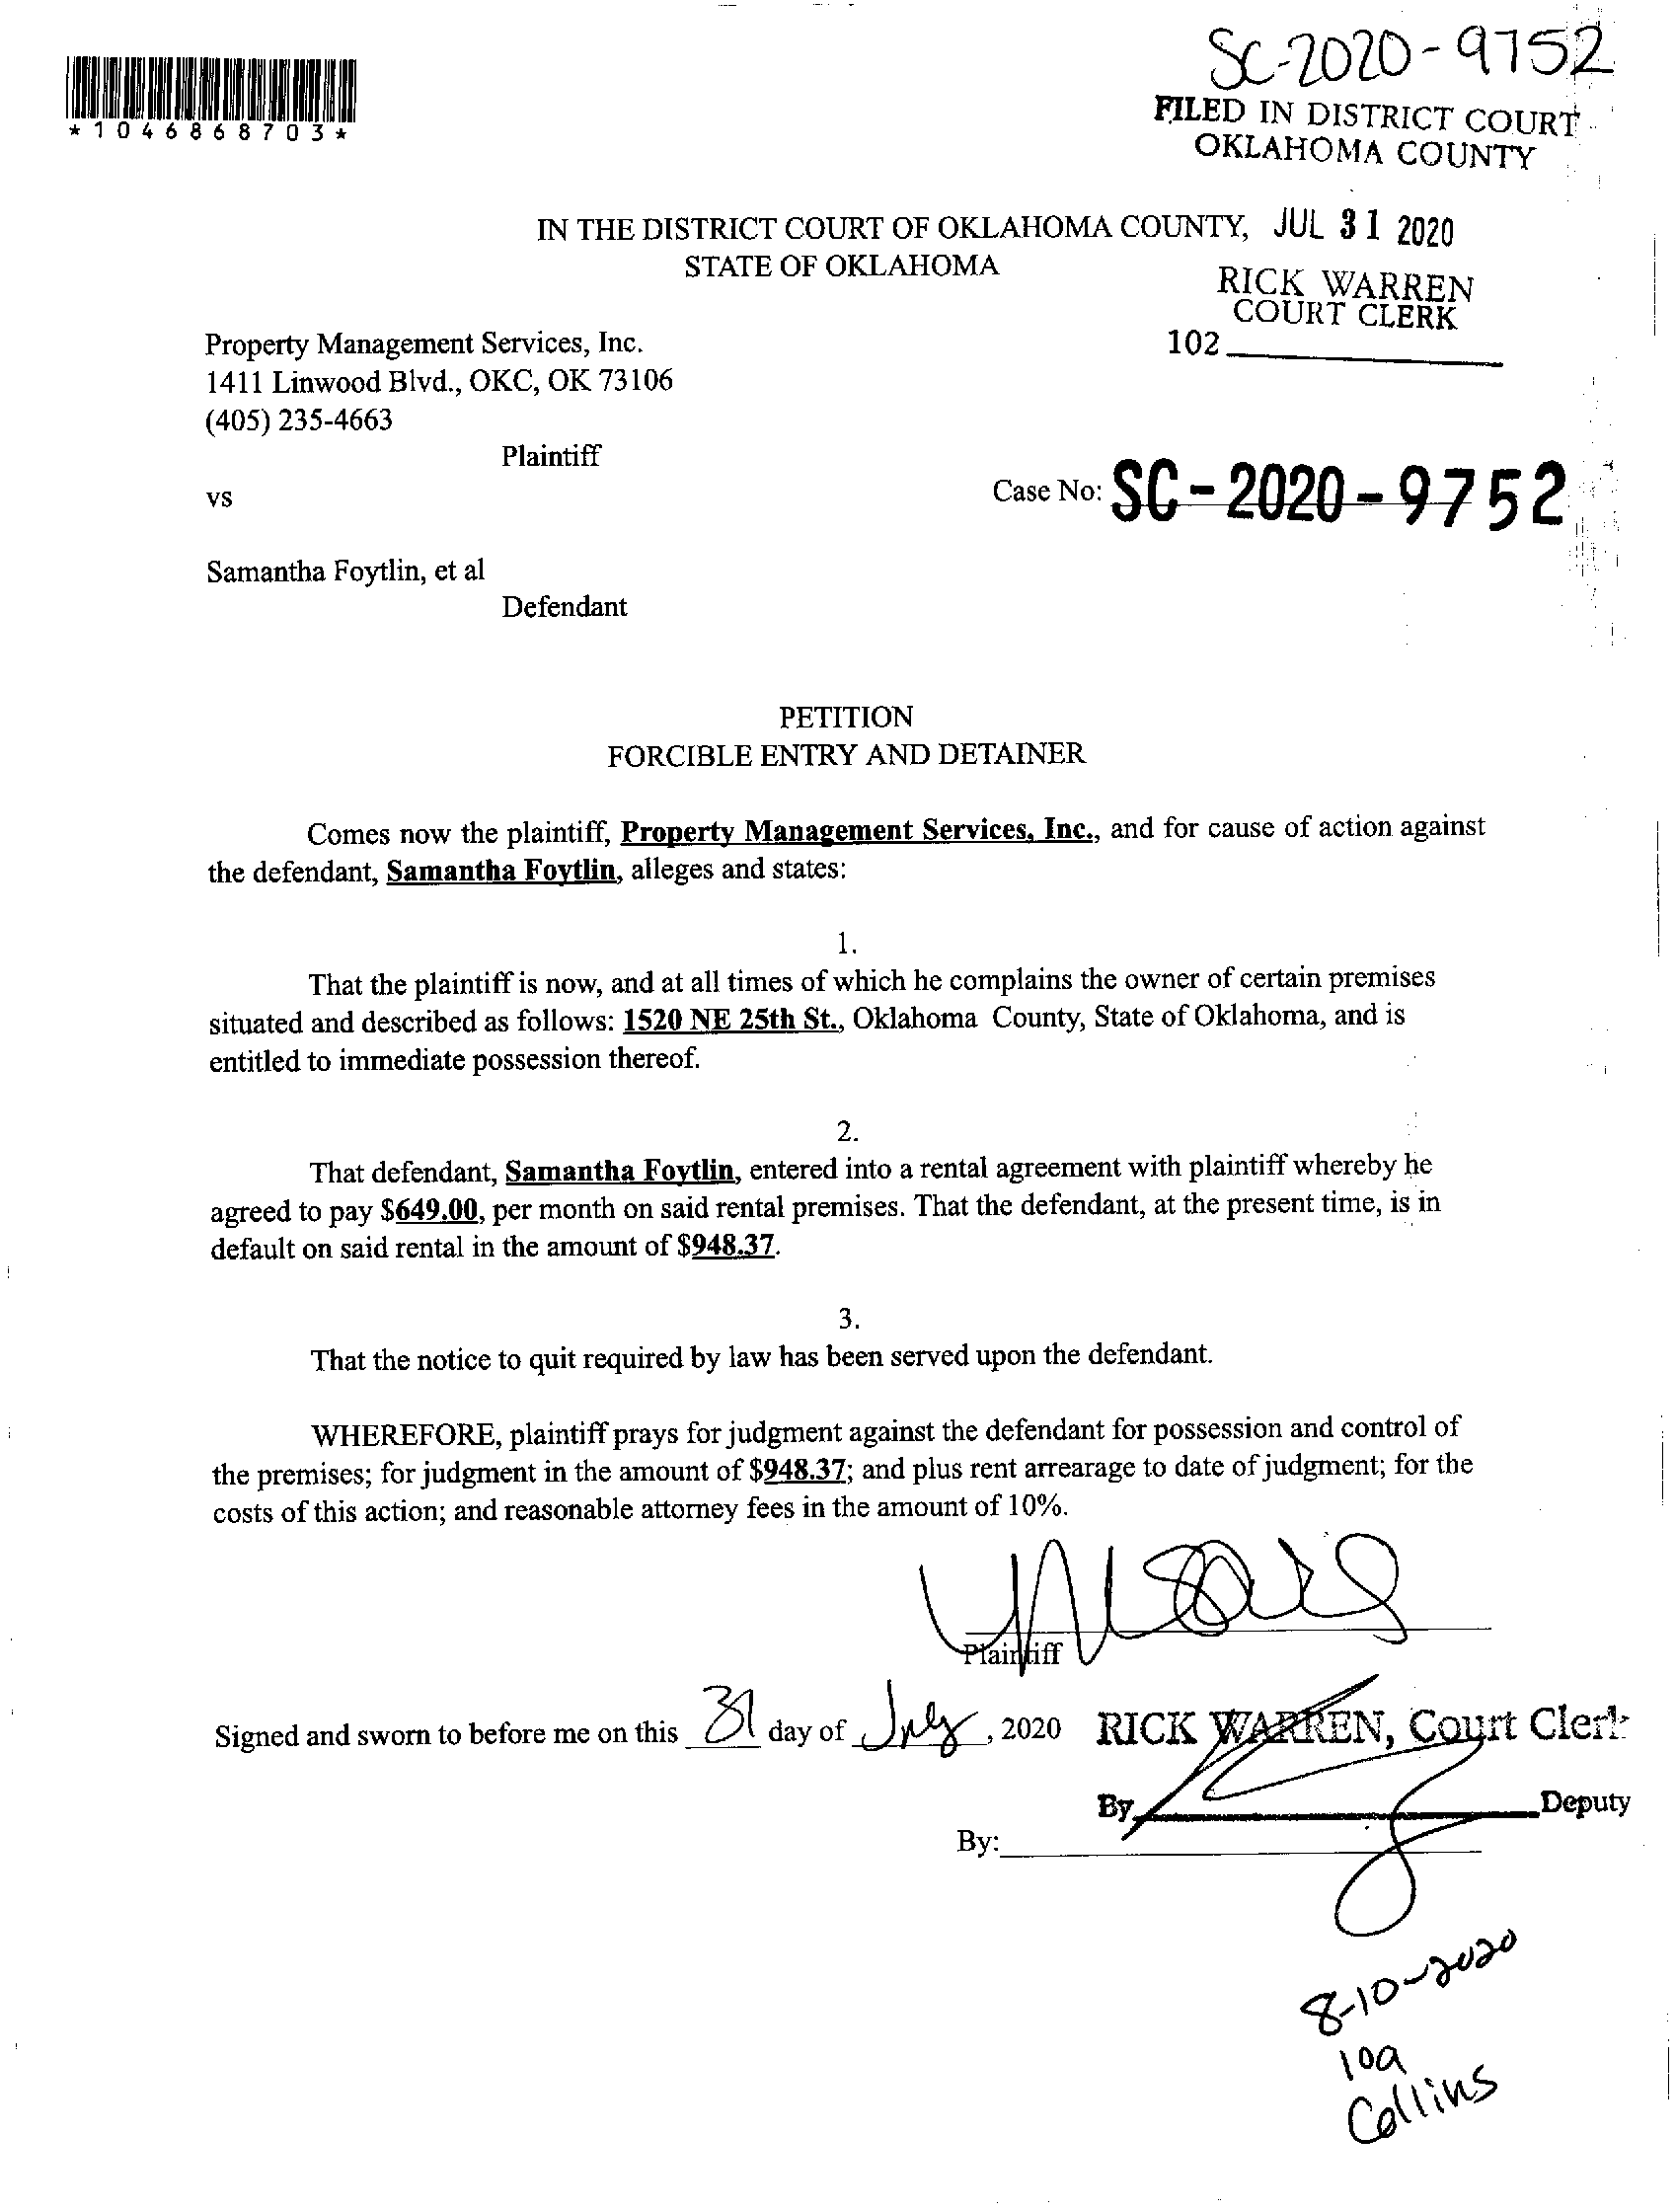 SC-2020-9752
*1046868703*
FILED IN DISTRICT COURT
OKLAHOMA COUNTY
IN THE DISTRICT COURT OF OKLAHOMA COUNTY, JUL 31 2020
STATE OF OKLAHOMA
RICK WARREN
COURT CLERK
102
Property Management Services, Inc.
1411 Linwood Blvd., OKC, OK 73106
(405) 235-4663
Plaintiff
vs
Case No: SC-2020-9752
Samantha Foytlin, et al
Defendant
PETITION
FORCIBLE ENTRY AND DETAINER
Comes now the plaintiff, Property Management Services, Inc., and for cause of action against
the defendant, Samantha Foytlin, alleges and states:
1.
That the plaintiff is now, and at all times of which he complains the owner of certain premises
situated and described as follows: 1520 NE 25th St., Oklahoma County, State of Oklahoma, and is
entitled to immediate possession thereof.
2.
That defendant, Samantha Foytlin, entered into a rental agreement with plaintiff whereby he
agreed to pay $649.00, per month on said rental premises. That the defendant, at the present time, is in
default on said rental in the amount of $948.37.
3.
That the notice to quit required by law has been served upon the defendant.
WHEREFORE, plaintiff prays for judgment against the defendant for possession and control of
the premises; for judgment in the amount of $948.37; and plus rent arrearage to date of judgment; for the
costs of this action; and reasonable attorney fees in the amount of 10%.
Plaintiff
Signed and sworn to before me on this 31 day of July, 2020 RICK WARREN, Court Clerk
By Deputy
By:
8-10-2020
10a
Collins